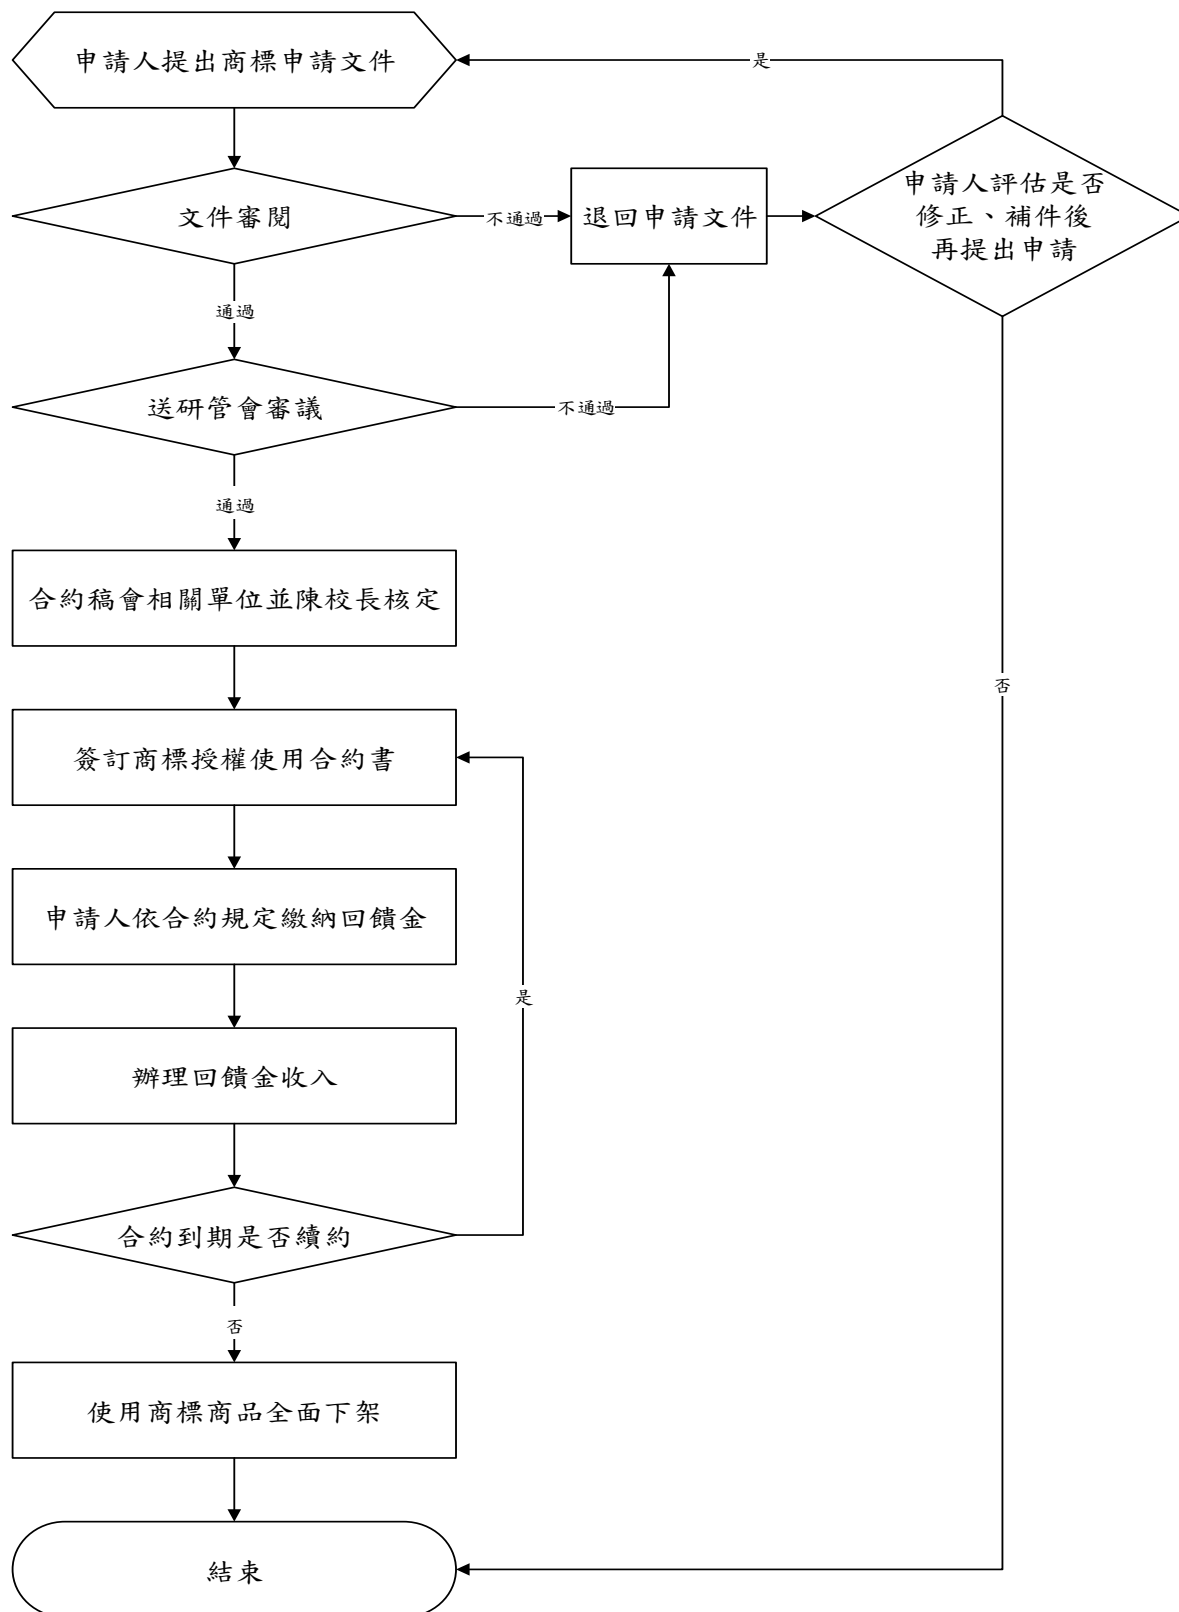 申請人提出商標申請文件
是
文件審閱
不通過
退回申請文件
申請人評估是否
修正、補件後
再提出申請
通過
送研管會審議
不通過
通過
合約稿會相關單位並陳校長核定
否
簽訂商標授權使用合約書
申請人依合約規定繳納回饋金
是
辦理回饋金收入
合約到期是否續約
否
使用商標商品全面下架
結束